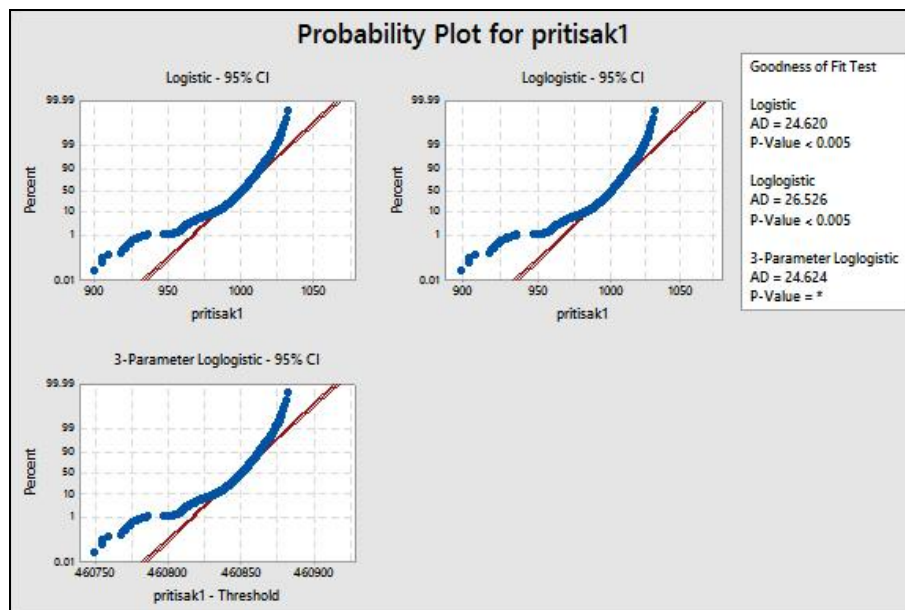 Probability Plot for pritisak1
Logistic - 95% CI
99.99
99
90
50
10
1
0.01
Percent
900 950 1000 1050
pritisak1
Loglogistic - 95% CI
99.99
99
90
50
10
1
0.01
Percent
900 950 1000 1050
pritisak1
Goodness of Fit Test
Logistic
AD = 24.620
P-Value < 0.005
Loglogistic
AD = 26.526
P-Value < 0.005
3-Parameter Loglogistic
AD = 24.624
P-Value = *
3-Parameter Loglogistic - 95% CI
99.99
99
90
50
10
1
0.01
Percent
460750 460800 460850 460900
pritisak1 - Threshold